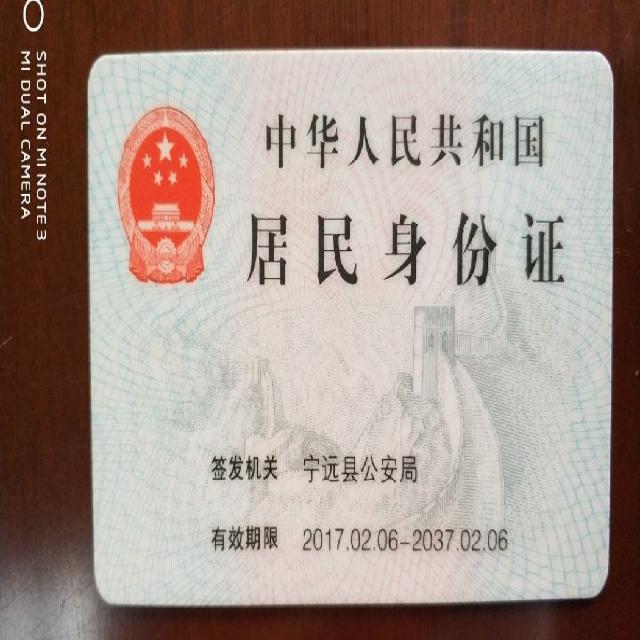 中华人民共和国
居民身份证
签发机关 宁远县公安局
有效期限 2017.02.06-2037.02.06
SHOT ON MI NOTE 3
MI DUAL CAMERA